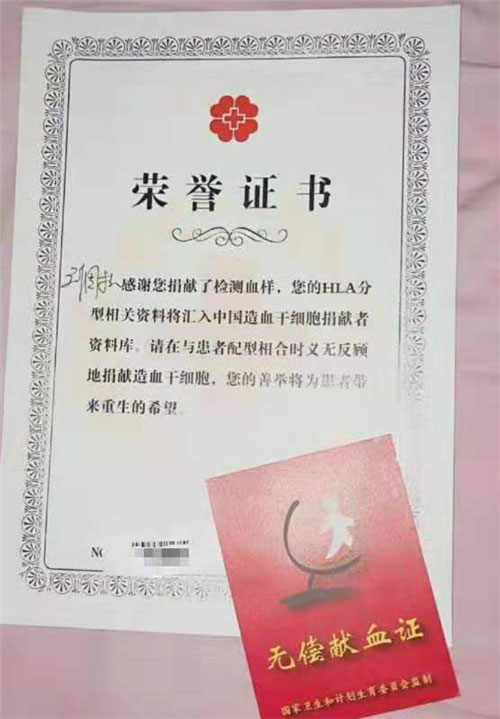 荣誉证书
感谢您捐献了检测血样，您的HLA分
型相关资料将汇入中国造血干细胞捐献者
资料库。请在与患者配型相合时义无反顾
地捐献造血干细胞，您的善举将为患者带
来重生的希望。
NO
无偿献血证
国家卫生和计划生育委员会监制